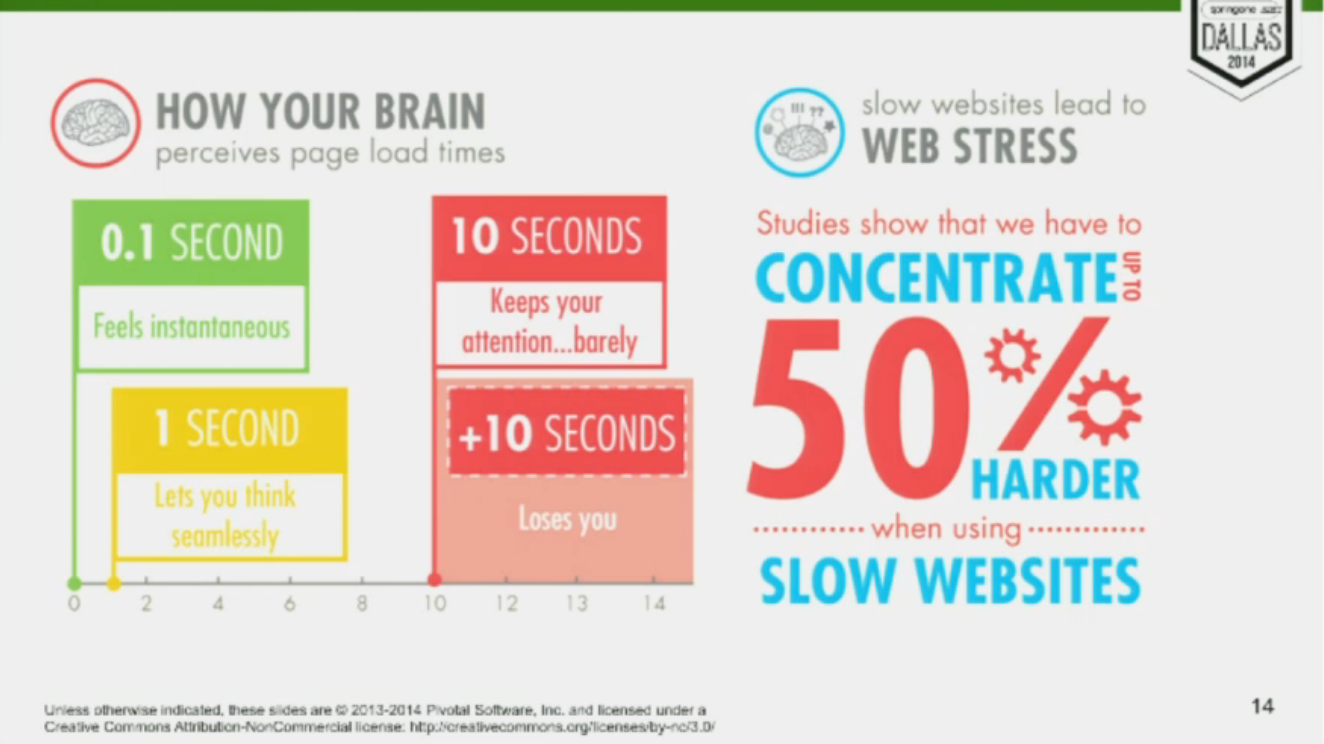 DALLAS
2014
HOW YOUR BRAIN
perceives page load times
0.1 SECOND
Feels instantaneous
1 SECOND
Lets you think
seamlessly
10 SECONDS
Keeps your
attention...barely
+10 SECONDS
Loses you
0 2 4 6 8 10 12 13 14
slow websites lead to
WEB STRESS
!!! ??
Studies show that we have to
CONCENTRATE UP TO
50%
HARDER
when using
SLOW WEBSITES
Unless otherwise indicated, these slides are © 2013-2014 Pivotal Software, Inc. and licensed under a
Creative Commons Attribution-NonCommercial license: http://creativecommons.org/licenses/by-nc/3.0/
14